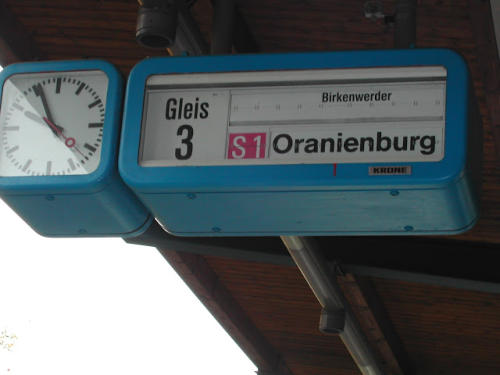 Gleis
3
Birkenwerder
S1 Oranienburg
KRONE